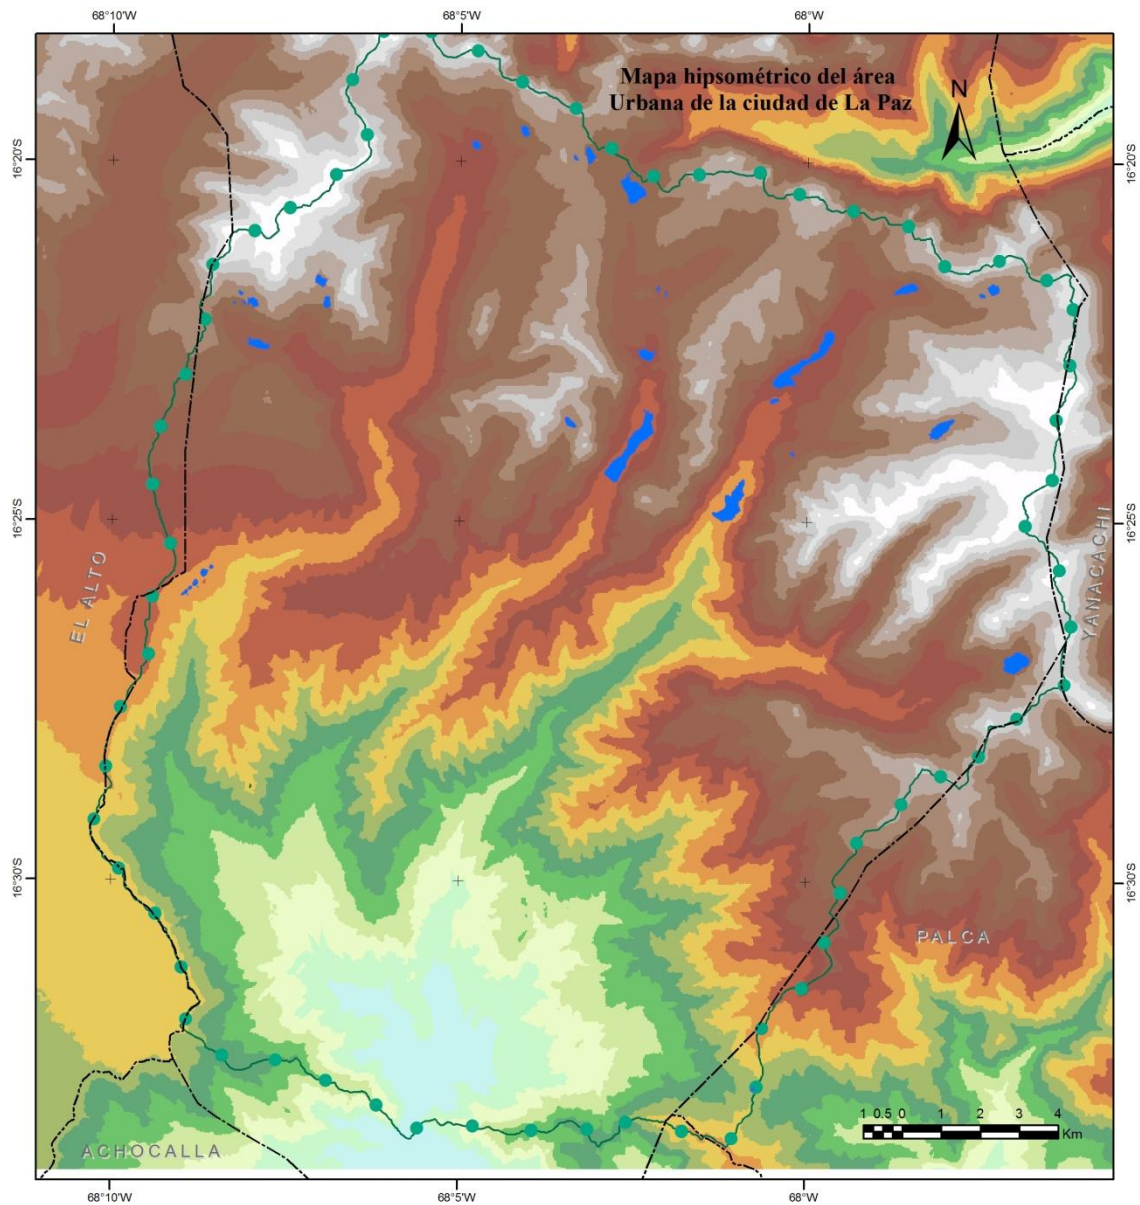 68°10'W 68°5'W 68°W
Mapa hipsométrico del área
Urbana de la ciudad de La Paz
N
16°20'S 16°20'S
16°25'S 16°25'S
EL ALTO
YANACACHI
16°30'S 16°30'S
PALCA
1 0.5 0 1 2 3 4
Km
ACHOCALLA
68°10'W 68°5'W 68°W